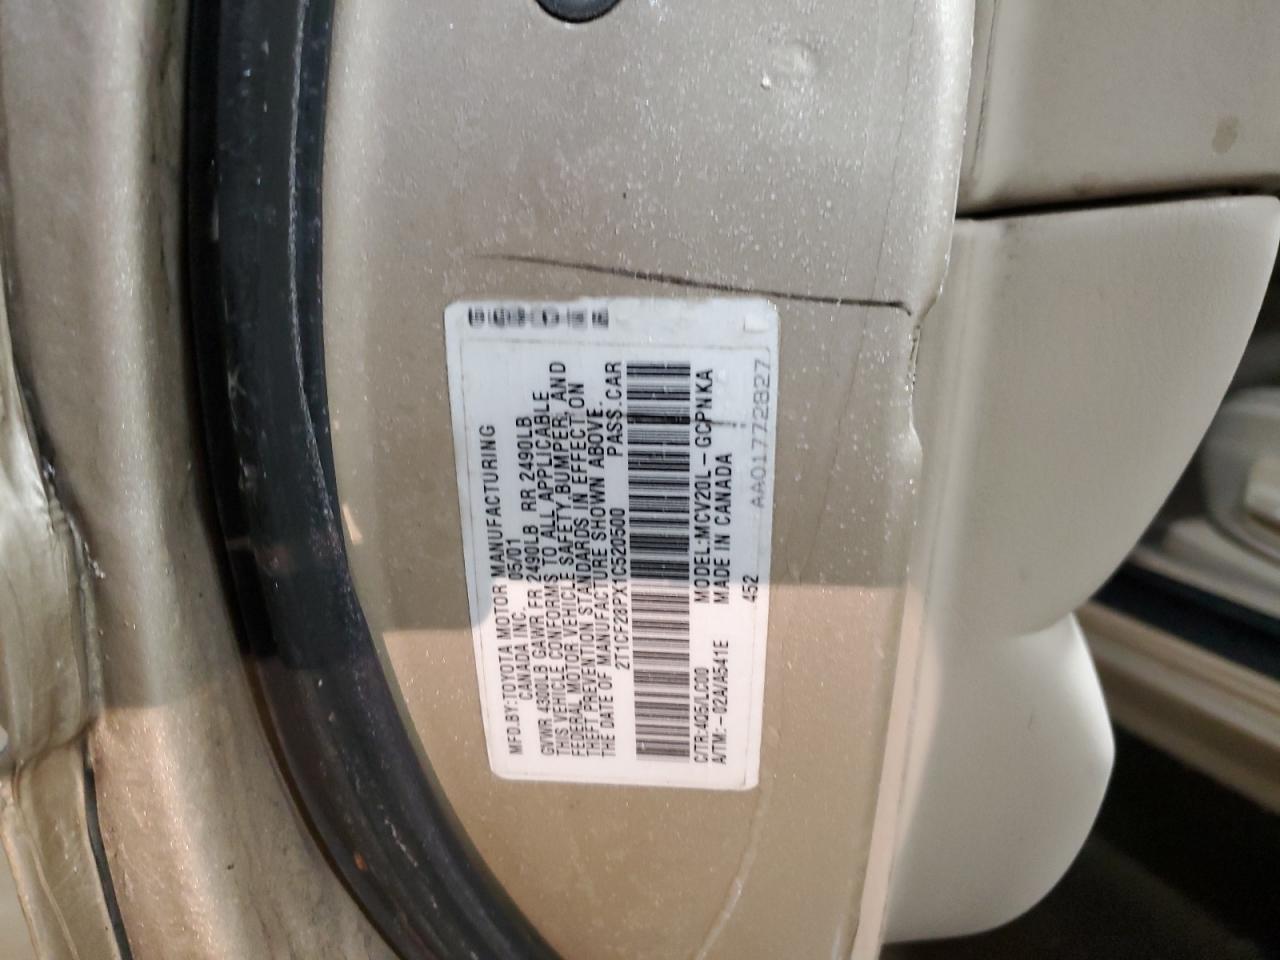 MFD.BY:TOYOTA MOTOR MANUFACTURING
CANADA INC. 05/01
GVWR 4300LB GAWR FR 2490LB RR 2490LB
THIS VEHICLE CONFORMS TO ALL APPLICABLE
FEDERAL MOTOR VEHICLE SAFETY,BUMPER, AND
THEFT PREVENTION STANDARDS IN EFFECT ON
THE DATE OF MANUFACTURE SHOWN ABOVE.
2T1CF28PX1C520500 PASS.CAR
C/TR:4Q5/LC00 MODEL:MCV20L-GCPNKA
A/TM:-02A/A541E MADE IN CANADA
452 AA01772827